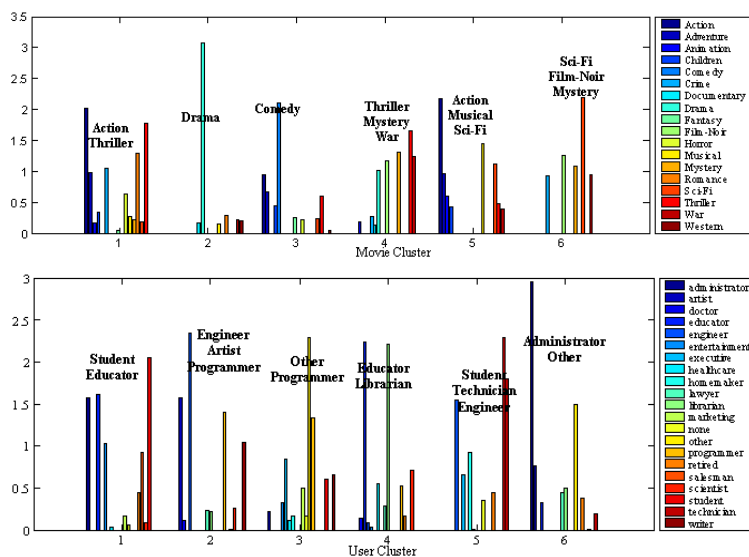 3.5
3
2.5
2
1.5
1
0.5
0
Action
Thriller
Drama
Comedy
Thriller
Mystery
War
Action
Musical
Sci-Fi
Sci-Fi
Film-Noir
Mystery
1 2 3 4 5 6
Movie Cluster
Action
Adventure
Animation
Children
Comedy
Crime
Documentary
Drama
Fantasy
Film-Noir
Horror
Musical
Mystery
Romance
Sci-Fi
Thriller
War
Western
3
2.5
2
1.5
1
0.5
0
Student
Educator
Engineer
Artist
Programmer
Other
Programmer
Educator
Librarian
Student
Technician
Engineer
Administrator
Other
1 2 3 4 5 6
User Cluster
administrator
artist
doctor
educator
engineer
entertainment
executive
healthcare
homemaker
lawyer
librarian
marketing
none
other
programmer
retired
salesman
scientist
student
technician
writer